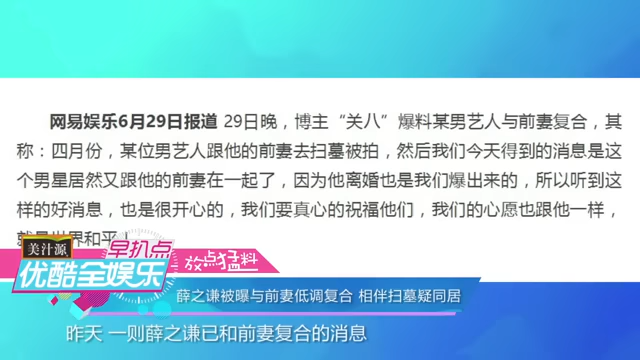 网易娱乐6月29日报道 29日晚，博主“关八”爆料某男艺人与前妻复合，其
称：四月份，某位男艺人跟他的前妻去扫墓被拍，然后我们今天得到的消息是这
个男星居然又跟他的前妻在一起了，因为他离婚也是我们爆出来的，所以听到这
样的好消息，也是很开心的，我们要真心的祝福他们，我们的心愿也跟他一样，
就是世界和平
美汁源
早扒点
优酷全娱乐
放点猛料
薛之谦被曝与前妻低调复合 相伴扫墓疑同居
昨天 一则薛之谦已和前妻复合的消息